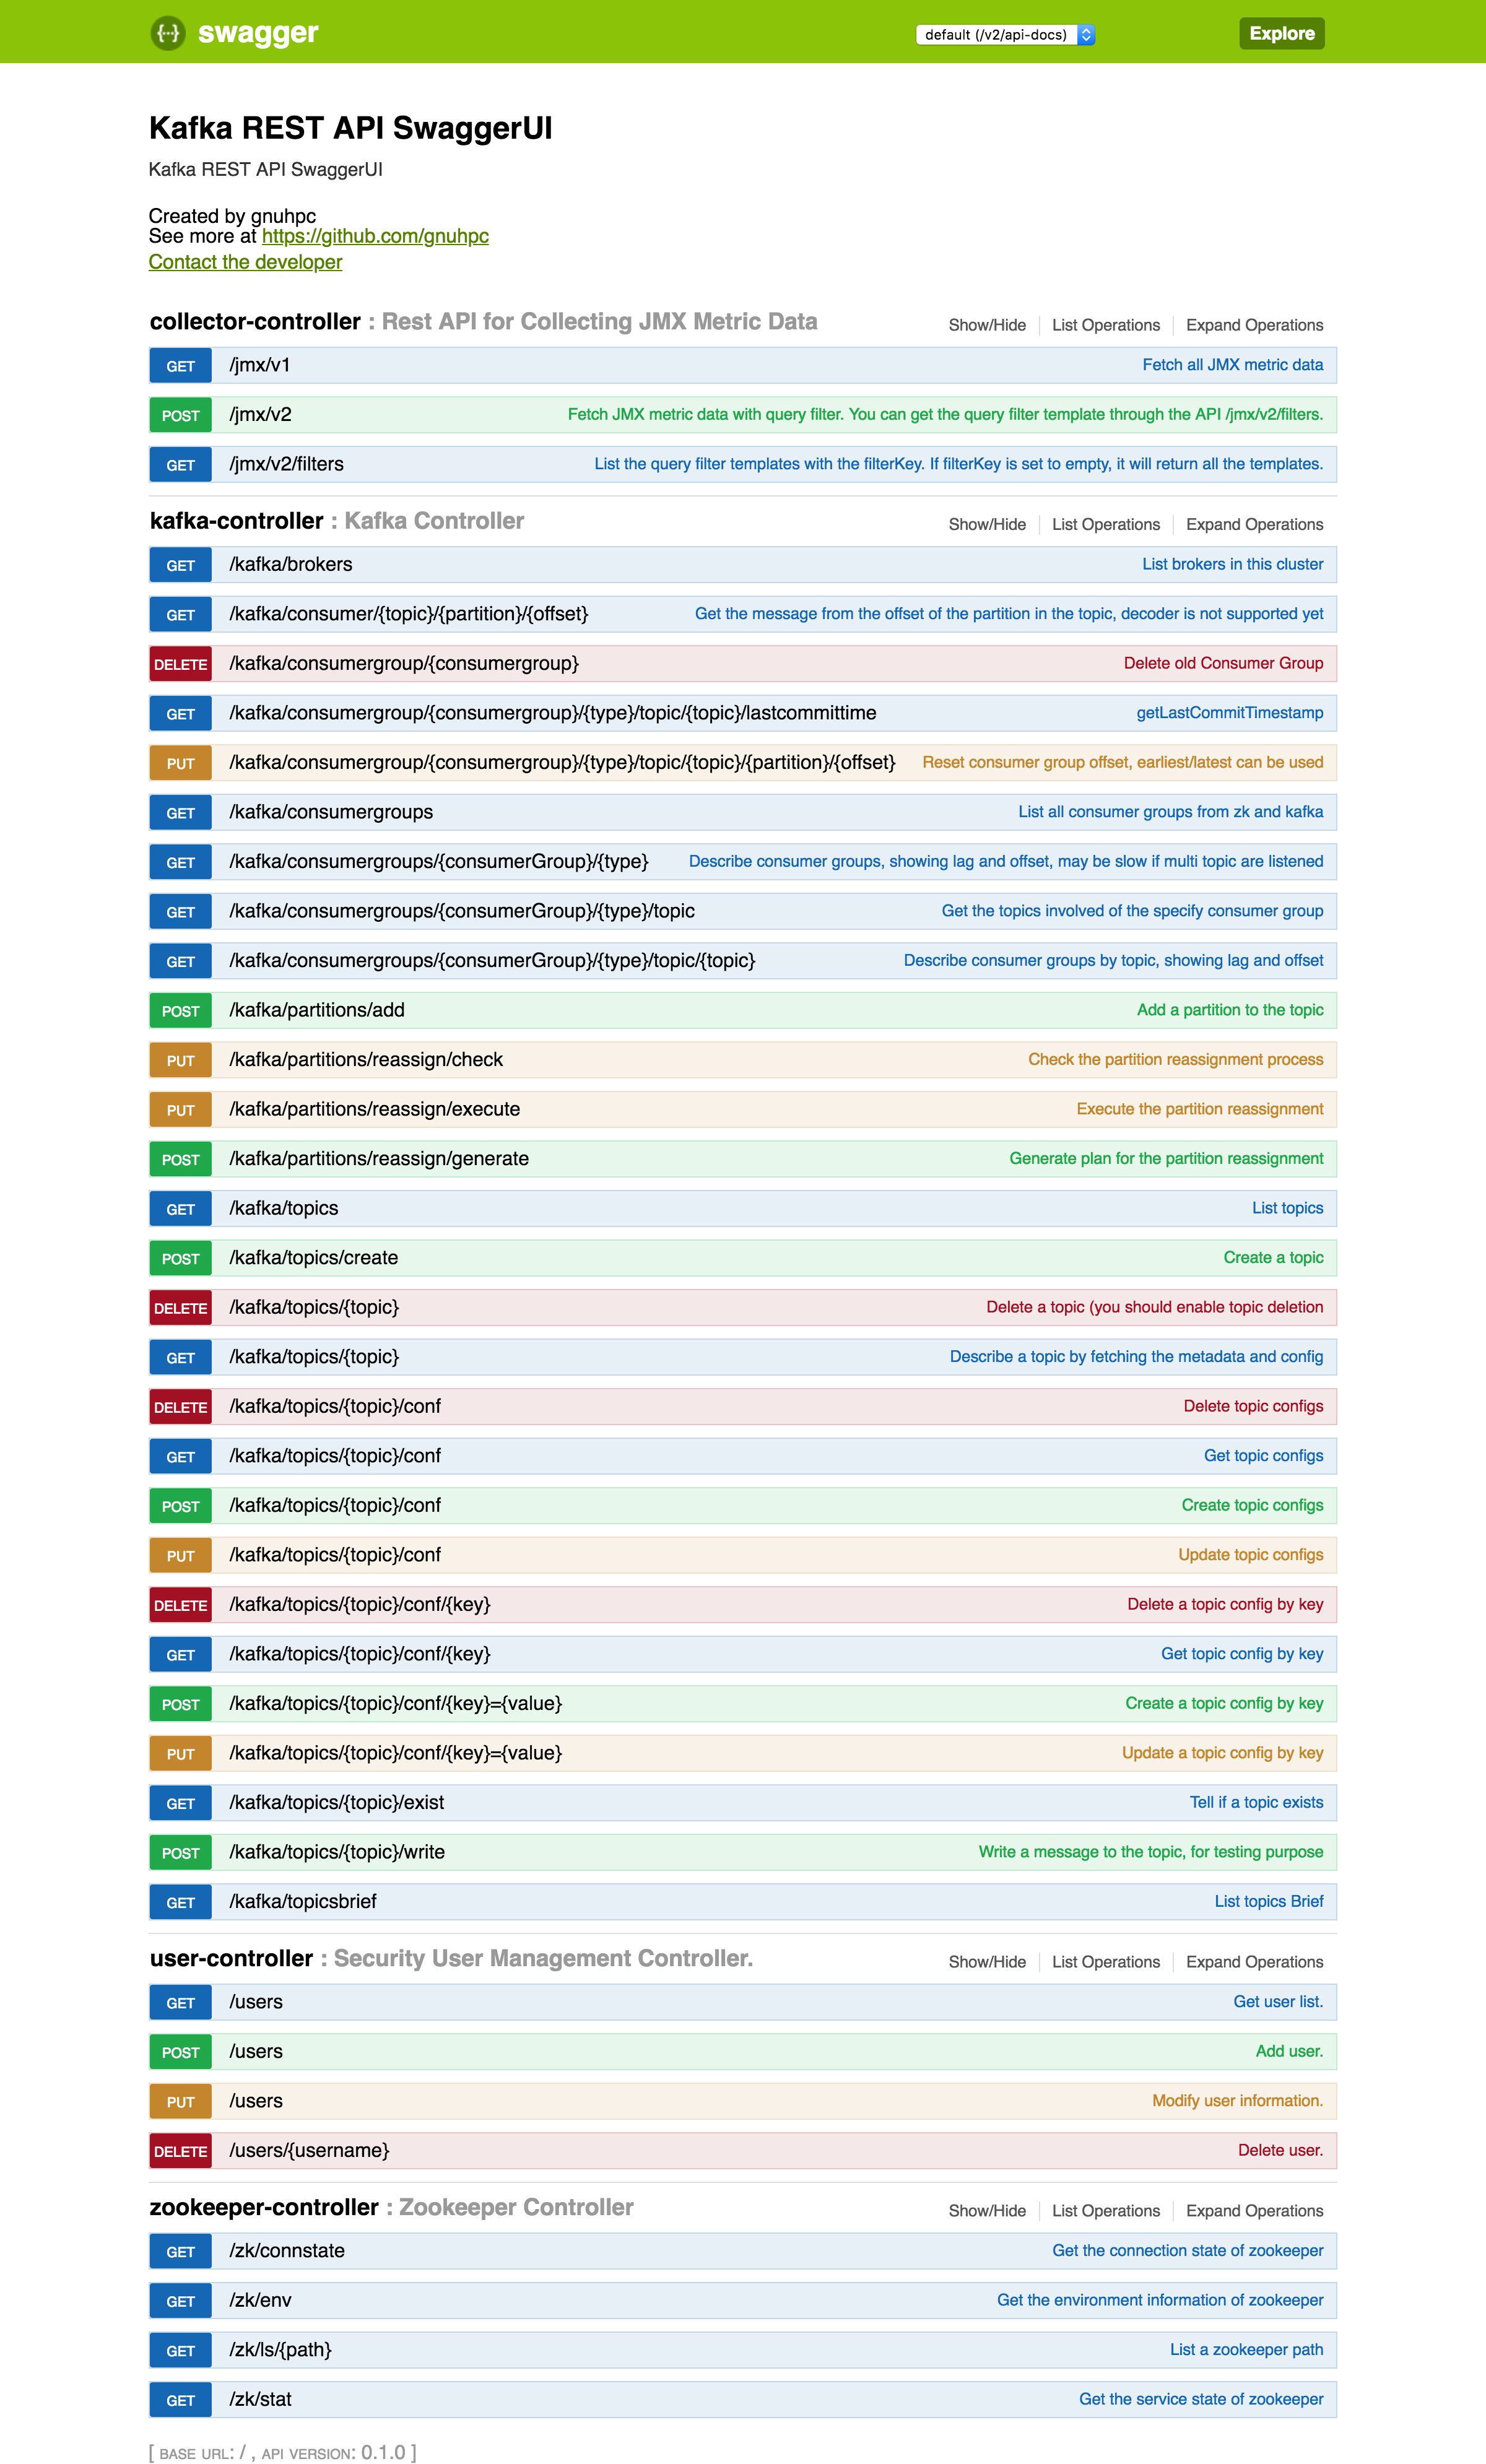 {···} swagger default (/v2/api-docs) Explore
Kafka REST API SwaggerUI
Kafka REST API SwaggerUI
Created by gnuhpc
See more at https://github.com/gnuhpc
Contact the developer
collector-controller : Rest API for Collecting JMX Metric Data Show/Hide List Operations Expand Operations
GET /jmx/v1 Fetch all JMX metric data
POST /jmx/v2 Fetch JMX metric data with query filter. You can get the query filter template through the API /jmx/v2/filters.
GET /jmx/v2/filters List the query filter templates with the filterKey. If filterKey is set to empty, it will return all the templates.
kafka-controller : Kafka Controller Show/Hide List Operations Expand Operations
GET /kafka/brokers List brokers in this cluster
GET /kafka/consumer/{topic}/{partition}/{offset} Get the message from the offset of the partition in the topic, decoder is not supported yet
DELETE /kafka/consumergroup/{consumergroup} Delete old Consumer Group
GET /kafka/consumergroup/{consumergroup}/{type}/topic/{topic}/lastcommittime getLastCommitTimestamp
PUT /kafka/consumergroup/{consumergroup}/{type}/topic/{topic}/{partition}/{offset} Reset consumer group offset, earliest/latest can be used
GET /kafka/consumergroups List all consumer groups from zk and kafka
GET /kafka/consumergroups/{consumerGroup}/{type} Describe consumer groups, showing lag and offset, may be slow if multi topic are listened
GET /kafka/consumergroups/{consumerGroup}/{type}/topic Get the topics involved of the specify consumer group
GET /kafka/consumergroups/{consumerGroup}/{type}/topic/{topic} Describe consumer groups by topic, showing lag and offset
POST /kafka/partitions/add Add a partition to the topic
PUT /kafka/partitions/reassign/check Check the partition reassignment process
PUT /kafka/partitions/reassign/execute Execute the partition reassignment
POST /kafka/partitions/reassign/generate Generate plan for the partition reassignment
GET /kafka/topics List topics
POST /kafka/topics/create Create a topic
DELETE /kafka/topics/{topic} Delete a topic (you should enable topic deletion
GET /kafka/topics/{topic} Describe a topic by fetching the metadata and config
DELETE /kafka/topics/{topic}/conf Delete topic configs
GET /kafka/topics/{topic}/conf Get topic configs
POST /kafka/topics/{topic}/conf Create topic configs
PUT /kafka/topics/{topic}/conf Update topic configs
DELETE /kafka/topics/{topic}/conf/{key} Delete a topic config by key
GET /kafka/topics/{topic}/conf/{key} Get topic config by key
POST /kafka/topics/{topic}/conf/{key}={value} Create a topic config by key
PUT /kafka/topics/{topic}/conf/{key}={value} Update a topic config by key
GET /kafka/topics/{topic}/exist Tell if a topic exists
POST /kafka/topics/{topic}/write Write a message to the topic, for testing purpose
GET /kafka/topicsbrief List topics Brief
user-controller : Security User Management Controller. Show/Hide List Operations Expand Operations
GET /users Get user list.
POST /users Add user.
PUT /users Modify user information.
DELETE /users/{username} Delete user.
zookeeper-controller : Zookeeper Controller Show/Hide List Operations Expand Operations
GET /zk/connstate Get the connection state of zookeeper
GET /zk/env Get the environment information of zookeeper
GET /zk/ls/{path} List a zookeeper path
GET /zk/stat Get the service state of zookeeper
[ BASE URL: / , API VERSION: 0.1.0 ]